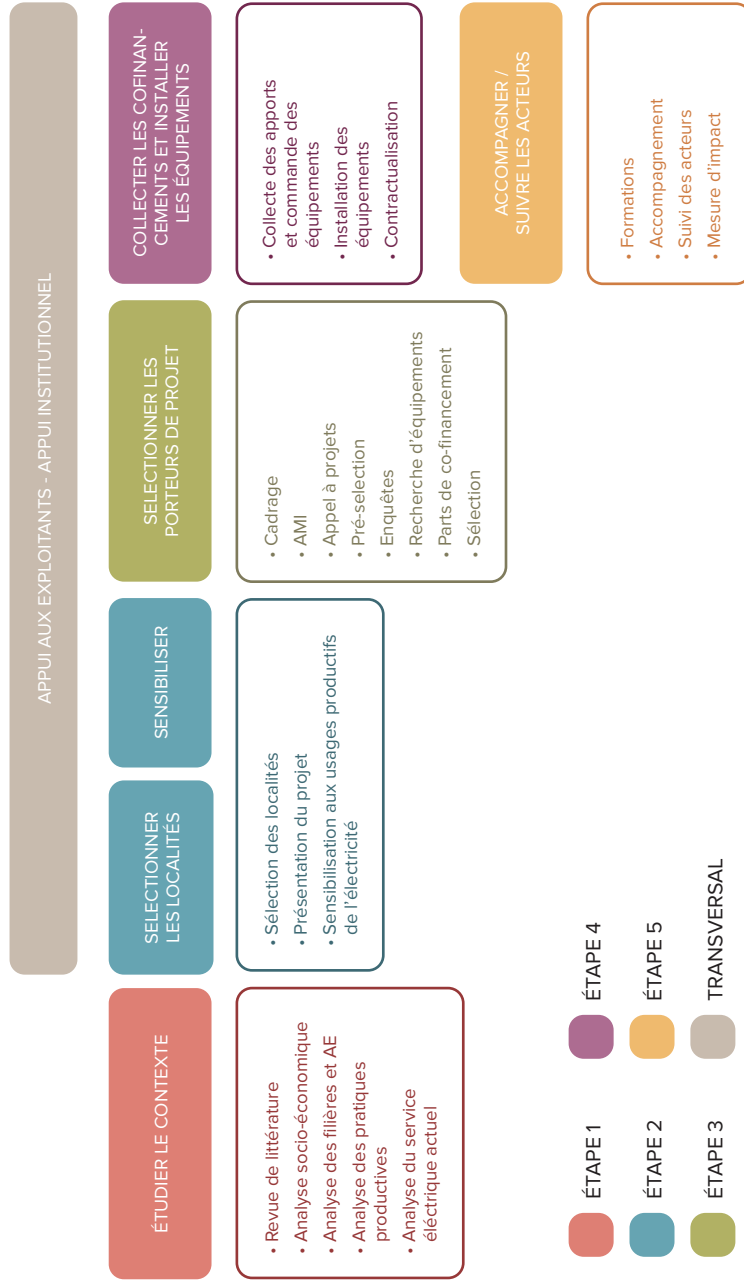 APPUI AUX EXPLOITANTS - APPUI INSTITUTIONNEL
ÉTUDIER LE CONTEXTE
• Revue de littérature
• Analyse socio-économique
• Analyse des filières et AE
• Analyse des pratiques
productives
• Analyse du service
éléctrique actuel
SELECTIONNER
LES LOCALITÉS
SENSIBILISER
• Sélection des localités
• Présentation du projet
• Sensibilisation aux usages productifs
de l'électricité
SELECTIONNER LES
PORTEURS DE PROJET
• Cadrage
• AMI
• Appel à projets
• Pré-selection
• Enquêtes
• Recherche d'équipements
• Parts de co-financement
• Sélection
COLLECTER LES COFINAN-
CEMENTS ET INSTALLER
LES ÉQUIPEMENTS
• Collecte des apports
et commande des
équipements
• Installation des
équipements
• Contractualisation
ACCOMPAGNER /
SUIVRE LES ACTEURS
• Formations
• Accompagnement
• Suivi des acteurs
• Mesure d'impact
ÉTAPE 1
ÉTAPE 2
ÉTAPE 3
ÉTAPE 4
ÉTAPE 5
TRANSVERSAL